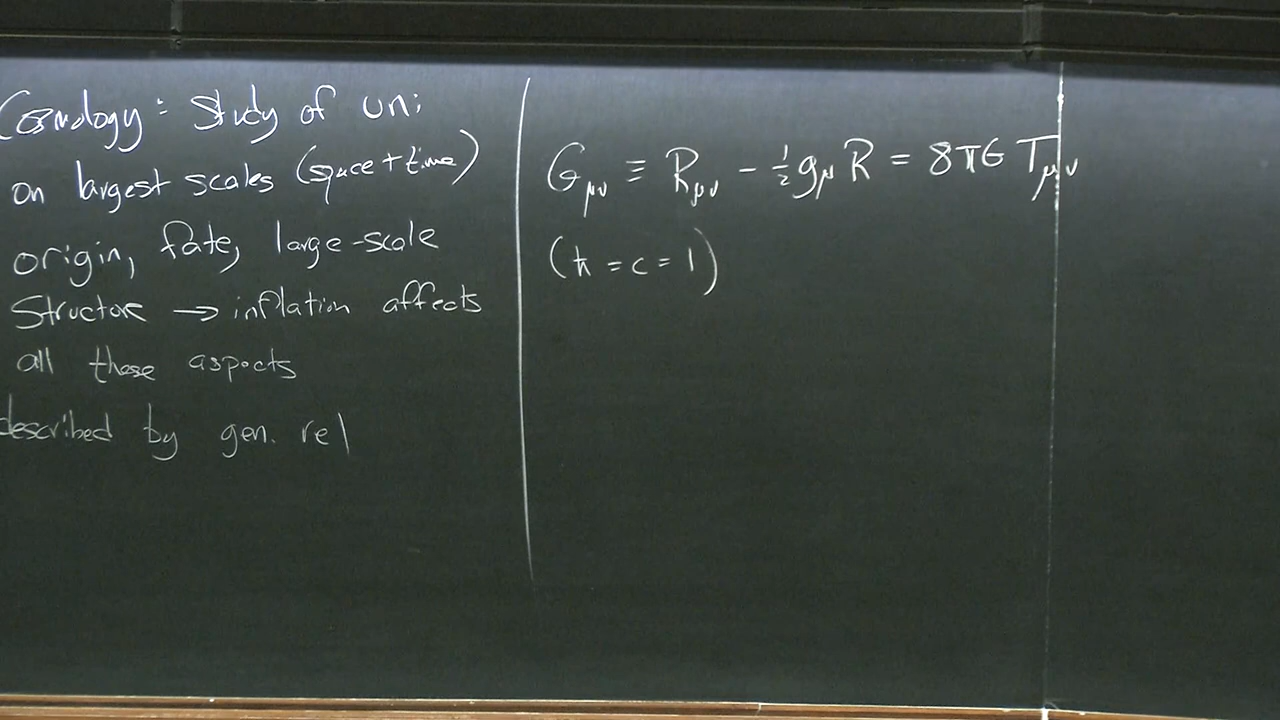 Cosmology: Study of uni
on largest scales (space + time)
origin, fate, large-scale
structure → inflation affects
all these aspects
described by gen. rel
G_μν ≡ R_μν - ½ g_μ R = 8πG T_μν
(ħ = c = 1)